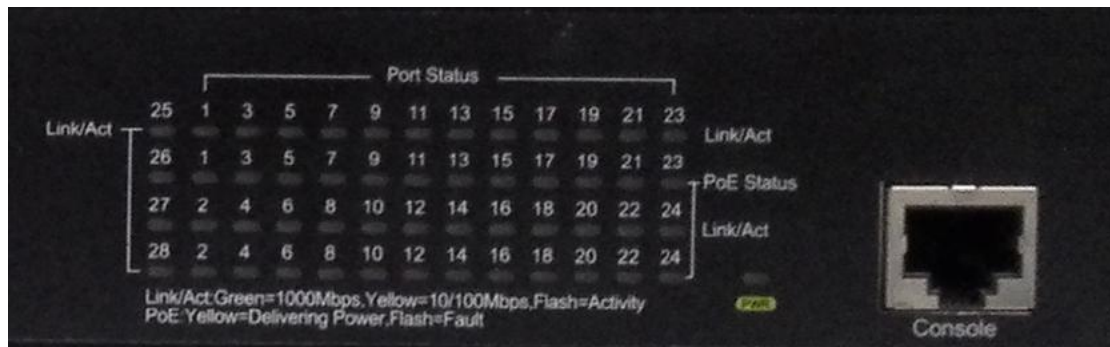 Port Status
25 1 3 5 7 9 11 13 15 17 19 21 23
Link/Act
Link/Act
26 1 3 5 7 9 11 13 15 17 19 21 23
PoE Status
27 2 4 6 8 10 12 14 16 18 20 22 24
Link/Act
28 2 4 6 8 10 12 14 16 18 20 22 24
Link/Act:Green=1000Mbps,Yellow=10/100Mbps,Flash=Activity
PoE:Yellow=Delivering Power,Flash=Fault
PWR
Console